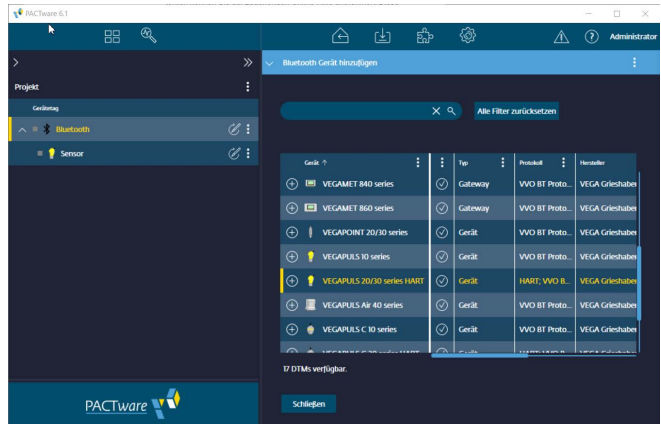 PACTware 6.1
? Administrator
Projekt
Gerätetag
Bluetooth
Sensor
PACTware
Bluetooth Gerät hinzufügen
Alle Filter zurücksetzen
Gerät ↑ Typ Protokoll Hersteller
VEGAMET 840 series Gateway VVO BT Proto... VEGA Grieshaber
VEGAMET 860 series Gateway VVO BT Proto... VEGA Grieshaber
VEGAPOINT 20/30 series Gerät VVO BT Proto... VEGA Grieshaber
VEGAPULS 10 series Gerät VVO BT Proto... VEGA Grieshaber
VEGAPULS 20/30 series HART Gerät HART; VVO B... VEGA Grieshaber
VEGAPULS Air 40 series Gerät VVO BT Proto... VEGA Grieshaber
VEGAPULS C 10 series Gerät VVO BT Proto... VEGA Grieshaber
17 DTMs verfügbar.
Schließen